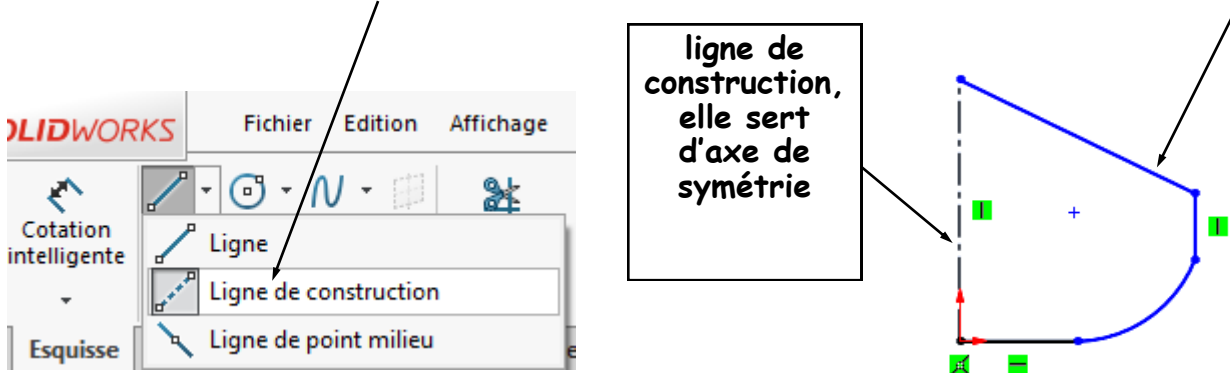 OLIDWORKS Fichier Edition Affichage
Cotation
intelligente
Ligne
Ligne de construction
Ligne de point milieu
Esquisse
ligne de
construction,
elle sert
d'axe de
symétrie